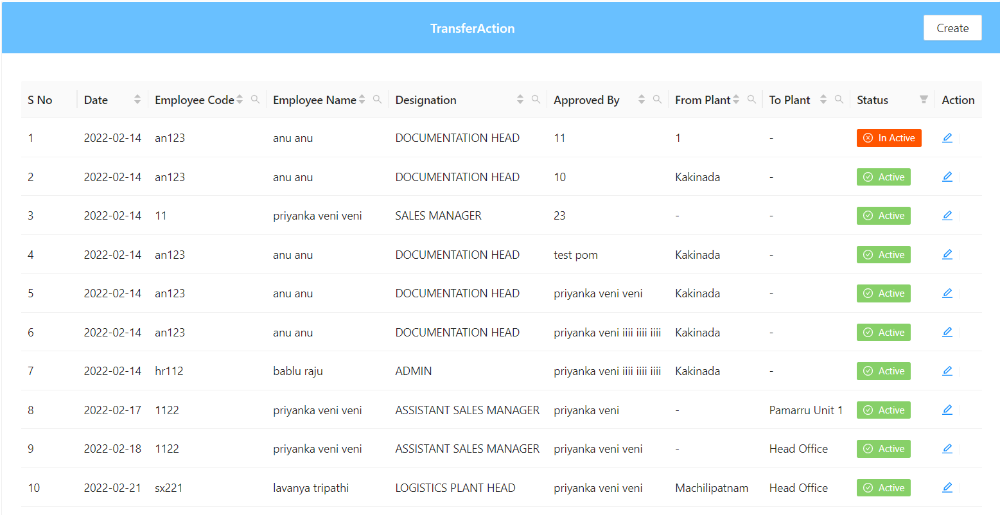 TransferAction
Create
S No Date Employee Code Employee Name Designation Approved By From Plant To Plant Status Action
1 2022-02-14 an123 anu anu DOCUMENTATION HEAD 11 1 - In Active
2 2022-02-14 an123 anu anu DOCUMENTATION HEAD 10 Kakinada - Active
3 2022-02-14 11 priyanka veni veni SALES MANAGER 23 - - Active
4 2022-02-14 an123 anu anu DOCUMENTATION HEAD test pom Kakinada - Active
5 2022-02-14 an123 anu anu DOCUMENTATION HEAD priyanka veni veni Kakinada - Active
6 2022-02-14 an123 anu anu DOCUMENTATION HEAD priyanka veni iiii iiii iiii Kakinada - Active
7 2022-02-14 hr112 bablu raju ADMIN priyanka veni iiii iiii iiii Kakinada - Active
8 2022-02-17 1122 priyanka veni veni ASSISTANT SALES MANAGER priyanka veni - Pamarru Unit 1 Active
9 2022-02-18 1122 priyanka veni veni ASSISTANT SALES MANAGER priyanka veni veni - Head Office Active
10 2022-02-21 sx221 lavanya tripathi LOGISTICS PLANT HEAD priyanka veni veni Machilipatnam Head Office Active